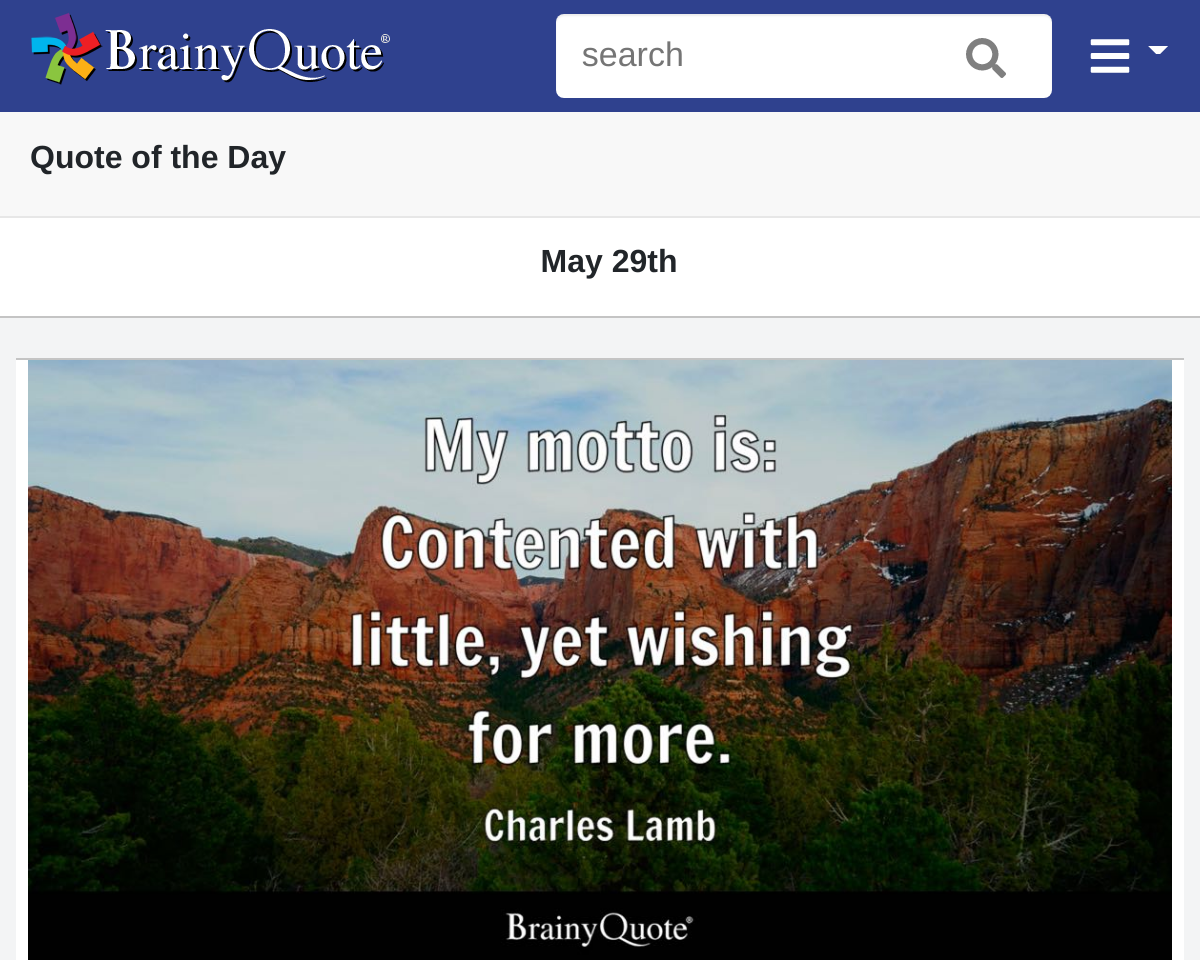 BrainyQuote®
search
Quote of the Day
May 29th
My motto is:
Contented with
little, yet wishing
for more.
Charles Lamb
BrainyQuote®